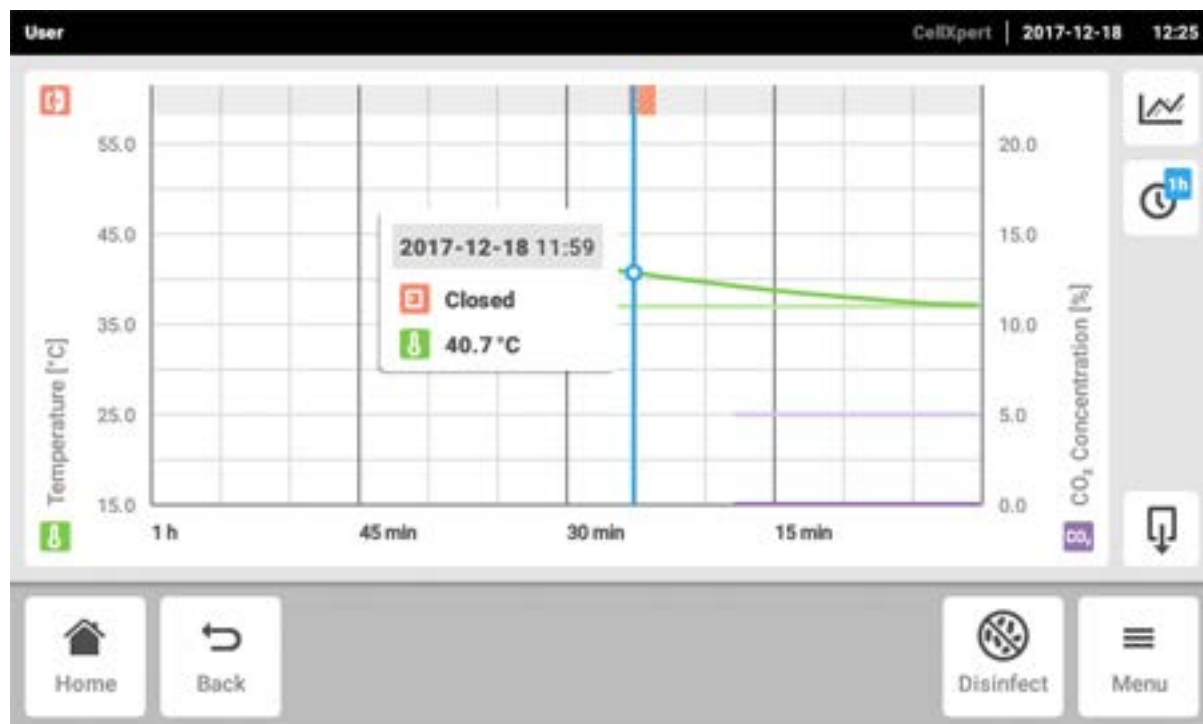 User
CellXpert | 2017-12-18 12:25
55.0
45.0
35.0
25.0
15.0
Temperature [°C]
2017-12-18 11:59
Closed
40.7 °C
20.0
15.0
10.0
5.0
0.0
CO₂ Concentration [%]
CO₂
1 h
45 min
30 min
15 min
1h
Home
Back
Disinfect
Menu